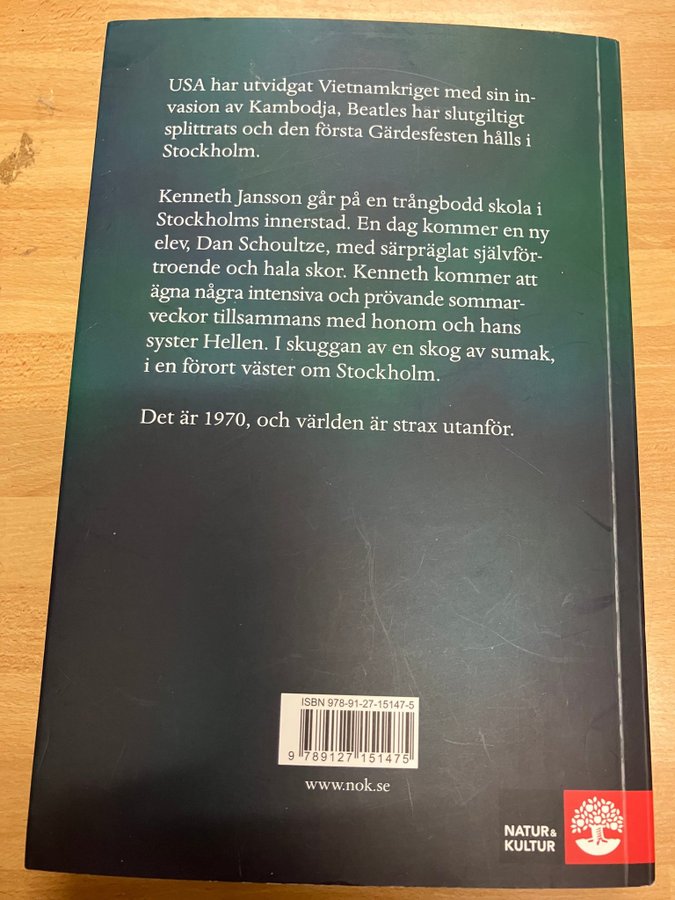 USA har utvidgat Vietnamkriget med sin in-
vasion av Kambodja, Beatles har slutgiltigt
splittrats och den första Gärdesfesten hålls i
Stockholm.
Kenneth Jansson går på en trångbodd skola i
Stockholms innerstad. En dag kommer en ny
elev, Dan Schoultze, med särpräglat självför-
troende och hala skor. Kenneth kommer att
ägna några intensiva och prövande sommar-
veckor tillsammans med honom och hans
syster Hellen. I skuggan av en skog av sumak,
i en förort väster om Stockholm.
Det är 1970, och världen är strax utanför.
ISBN 978-91-27-15147-5
9 789127 151475
www.nok.se
NATUR &
KULTUR